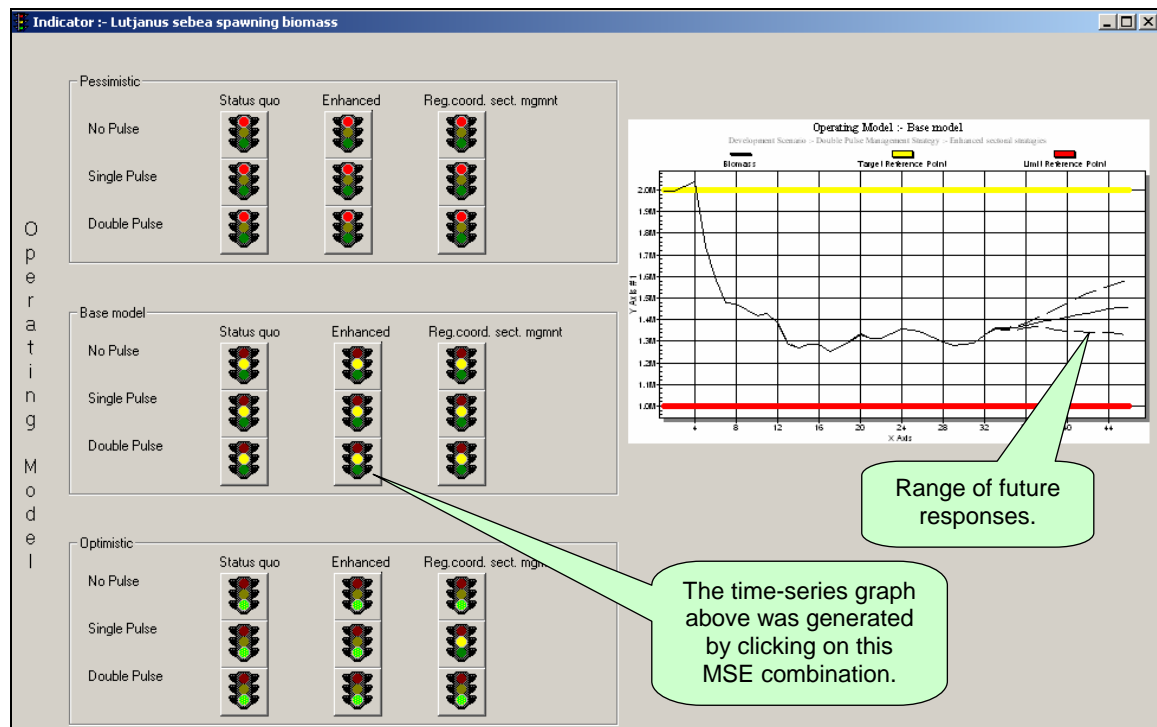 Indicator :- Lutjanus sebea spawning biomass
Operating Model
Pessimistic
Status quo Enhanced Reg.coord. sect. mgmnt
No Pulse
Single Pulse
Double Pulse
Base model
Status quo Enhanced Reg.coord. sect. mgmnt
No Pulse
Single Pulse
Double Pulse
Optimistic
Status quo Enhanced Reg.coord. sect.
No Pulse
Single Pulse
Double Pulse
Operating Model :- Base model
Development Scenario :- Double Pulse Management Strategy :- Enhanced sectoral strategies
Biomass Target Reference Point Limit Reference Point
Y Axis #1
2.0M
1.9M
1.8M
1.7M
1.6M
1.5M
1.4M
1.3M
1.2M
1.1M
1.0M
4 8 12 16 20 24 28 32 44
X Axis
Range of future
responses.
The time-series graph
above was generated
by clicking on this
MSE combination.